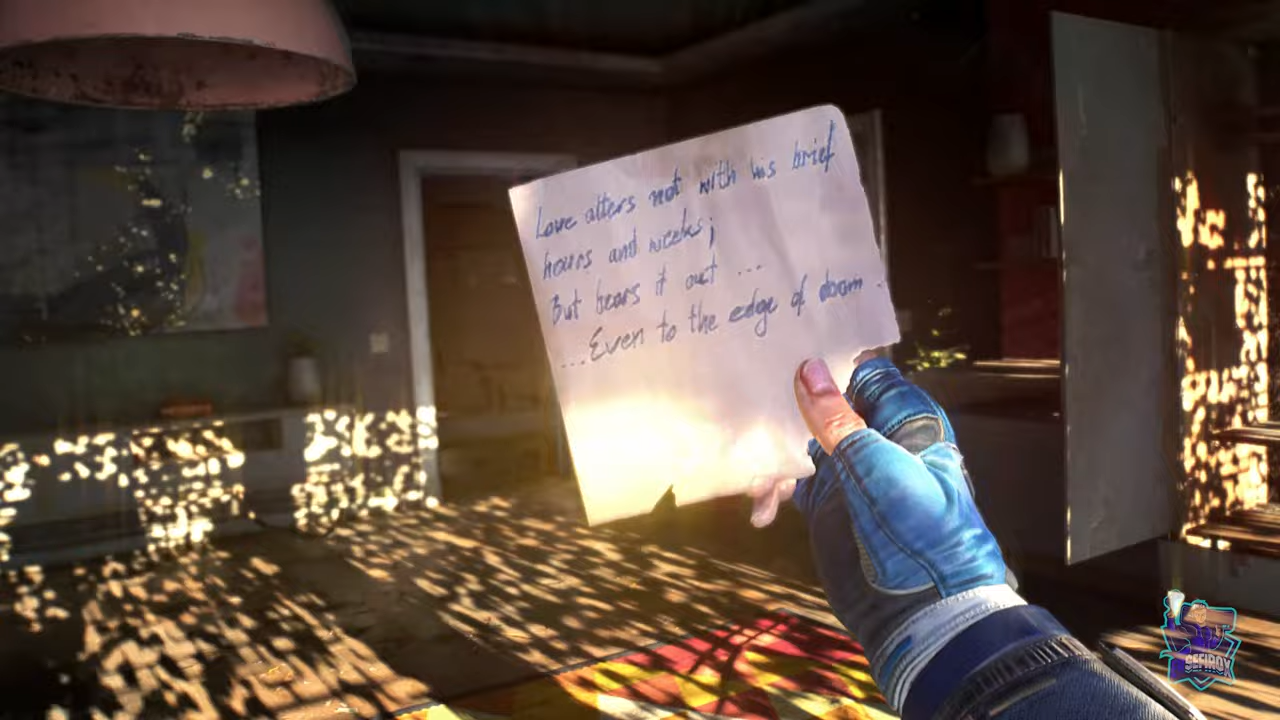 Love alters not with his brief
hours and weeks;
But bears it out ...
...Even to the edge of doom.
SEFIROX